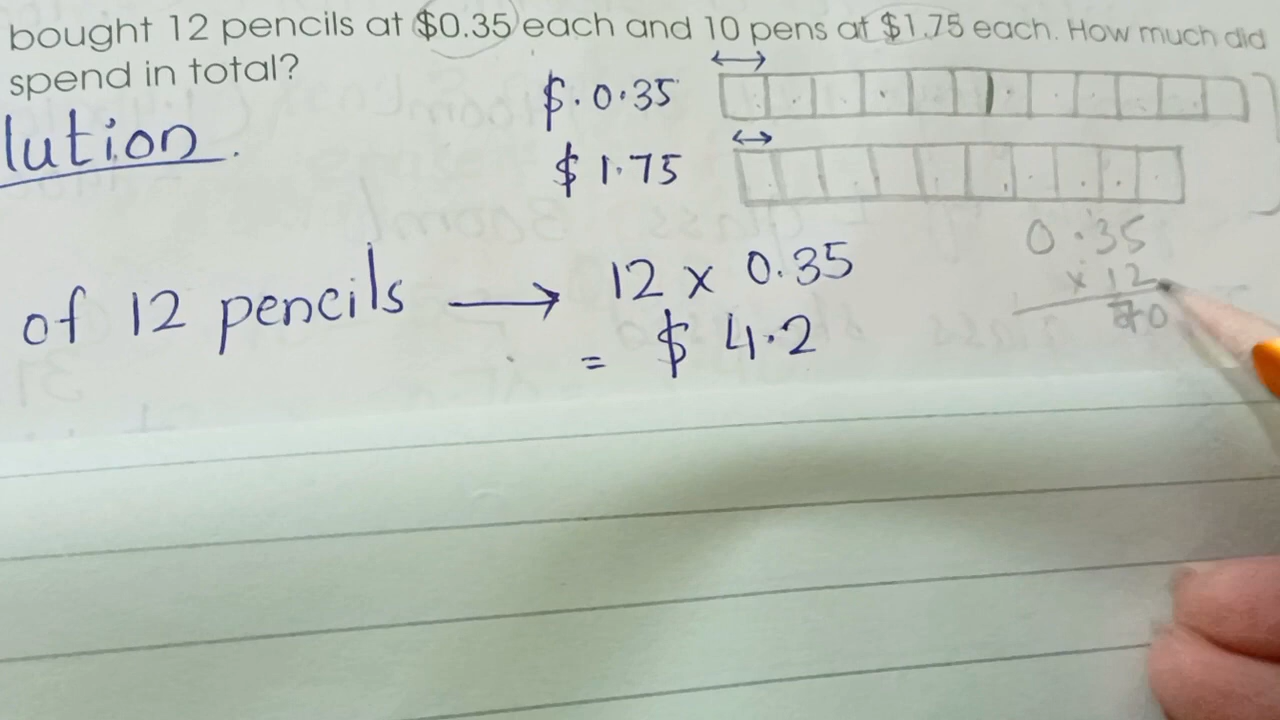 bought 12 pencils at $0.35 each and 10 pens at $1.75 each. How much did
spend in total?
lution.
$.0.35
$ 1.75
of 12 pencils → 12 x 0.35
= $ 4.2
0.35
x 12
70